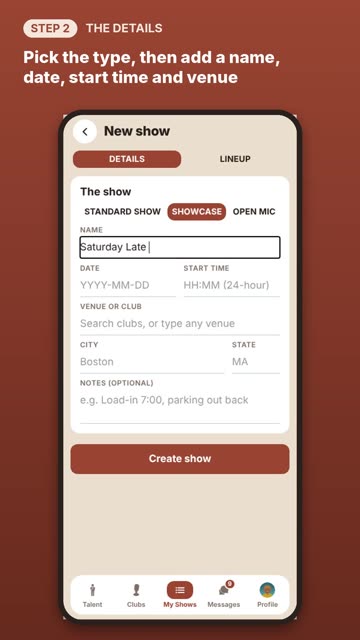 STEP 2 THE DETAILS
Pick the type, then add a name,
date, start time and venue
New show
DETAILS LINEUP
The show
STANDARD SHOW SHOWCASE OPEN MIC
NAME
Saturday Late
DATE START TIME
YYYY-MM-DD HH:MM (24-hour)
VENUE OR CLUB
Search clubs, or type any venue
CITY STATE
Boston MA
NOTES (OPTIONAL)
e.g. Load-in 7:00, parking out back
Create show
9
Talent Clubs My Shows Messages Profile